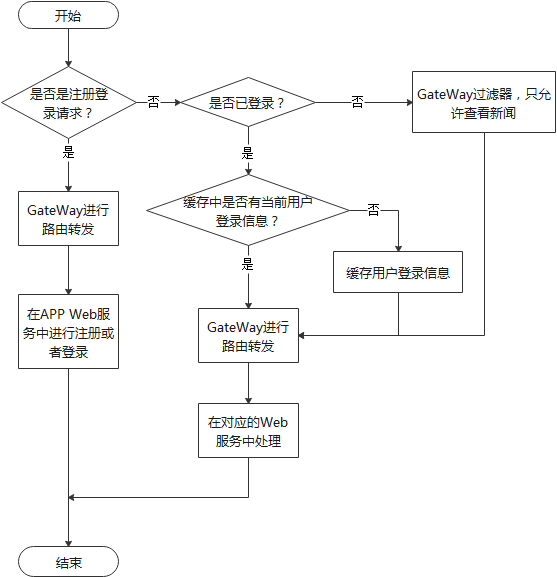 开始
是否是注册登
录请求？
否
是否已登录？
否
GateWay过滤器，只允
许查看新闻
是
是
GateWay进行
路由转发
缓存中是否有当前用户
登录信息？
否
是
缓存用户登录信息
在APP Web服
务中进行注册或
者登录
GateWay进行
路由转发
在对应的Web
服务中处理
结束